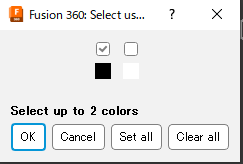 Fusion 360: Select us...
Select up to 2 colors
OK
Cancel
Set all
Clear all